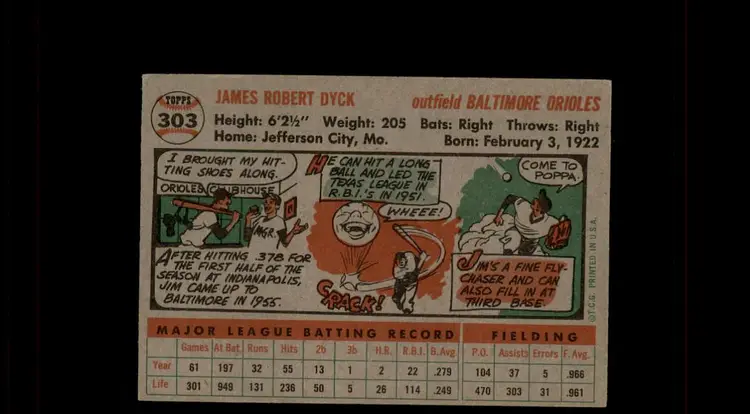 TOPPS
303
JAMES ROBERT DYCK
outfield BALTIMORE ORIOLES
Height: 6'2½" Weight: 205 Bats: Right Throws: Right
Home: Jefferson City, Mo. Born: February 3, 1922
I BROUGHT MY HIT-
TING SHOES ALONG.
ORIOLES CLUBHOUSE
MGR.
AFTER HITTING .378 FOR
THE FIRST HALF OF THE
SEASON AT INDIANAPOLIS,
JIM CAME UP TO
BALTIMORE IN 1955.
HE CAN HIT A LONG
BALL AND LED THE
TEXAS LEAGUE IN
R.B.I.'S IN 1951.
WHEEE!
CRACK!
COME TO
POPPA.
JIM'S A FINE FLY-
CHASER AND CAN
ALSO FILL IN AT
THIRD BASE.
©T.C.G. PRINTED IN U.S.A.
MAJOR LEAGUE BATTING RECORD FIELDING
Games At Bat Runs Hits 2b 3b H.R. R.B.I. B.Avg. P.O. Assists Errors F. Avg.
Year 61 197 32 55 13 1 2 22 .279 104 37 5 .966
Life 301 949 131 236 50 5 26 114 .249 470 303 31 .961